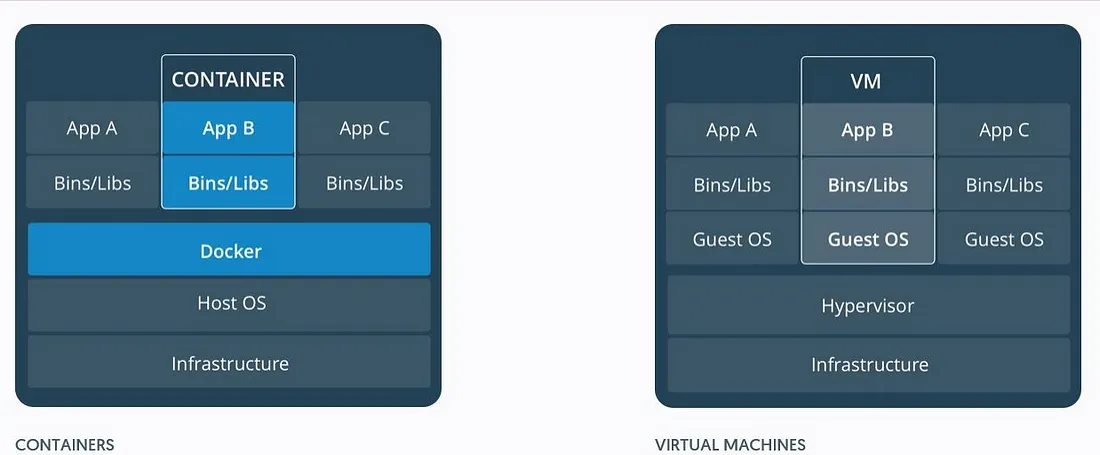 CONTAINER
App A
App B
App C
Bins/Libs
Bins/Libs
Bins/Libs
Docker
Host OS
Infrastructure
CONTAINERS
VM
App A
App B
App C
Bins/Libs
Bins/Libs
Bins/Libs
Guest OS
Guest OS
Guest OS
Hypervisor
Infrastructure
VIRTUAL MACHINES